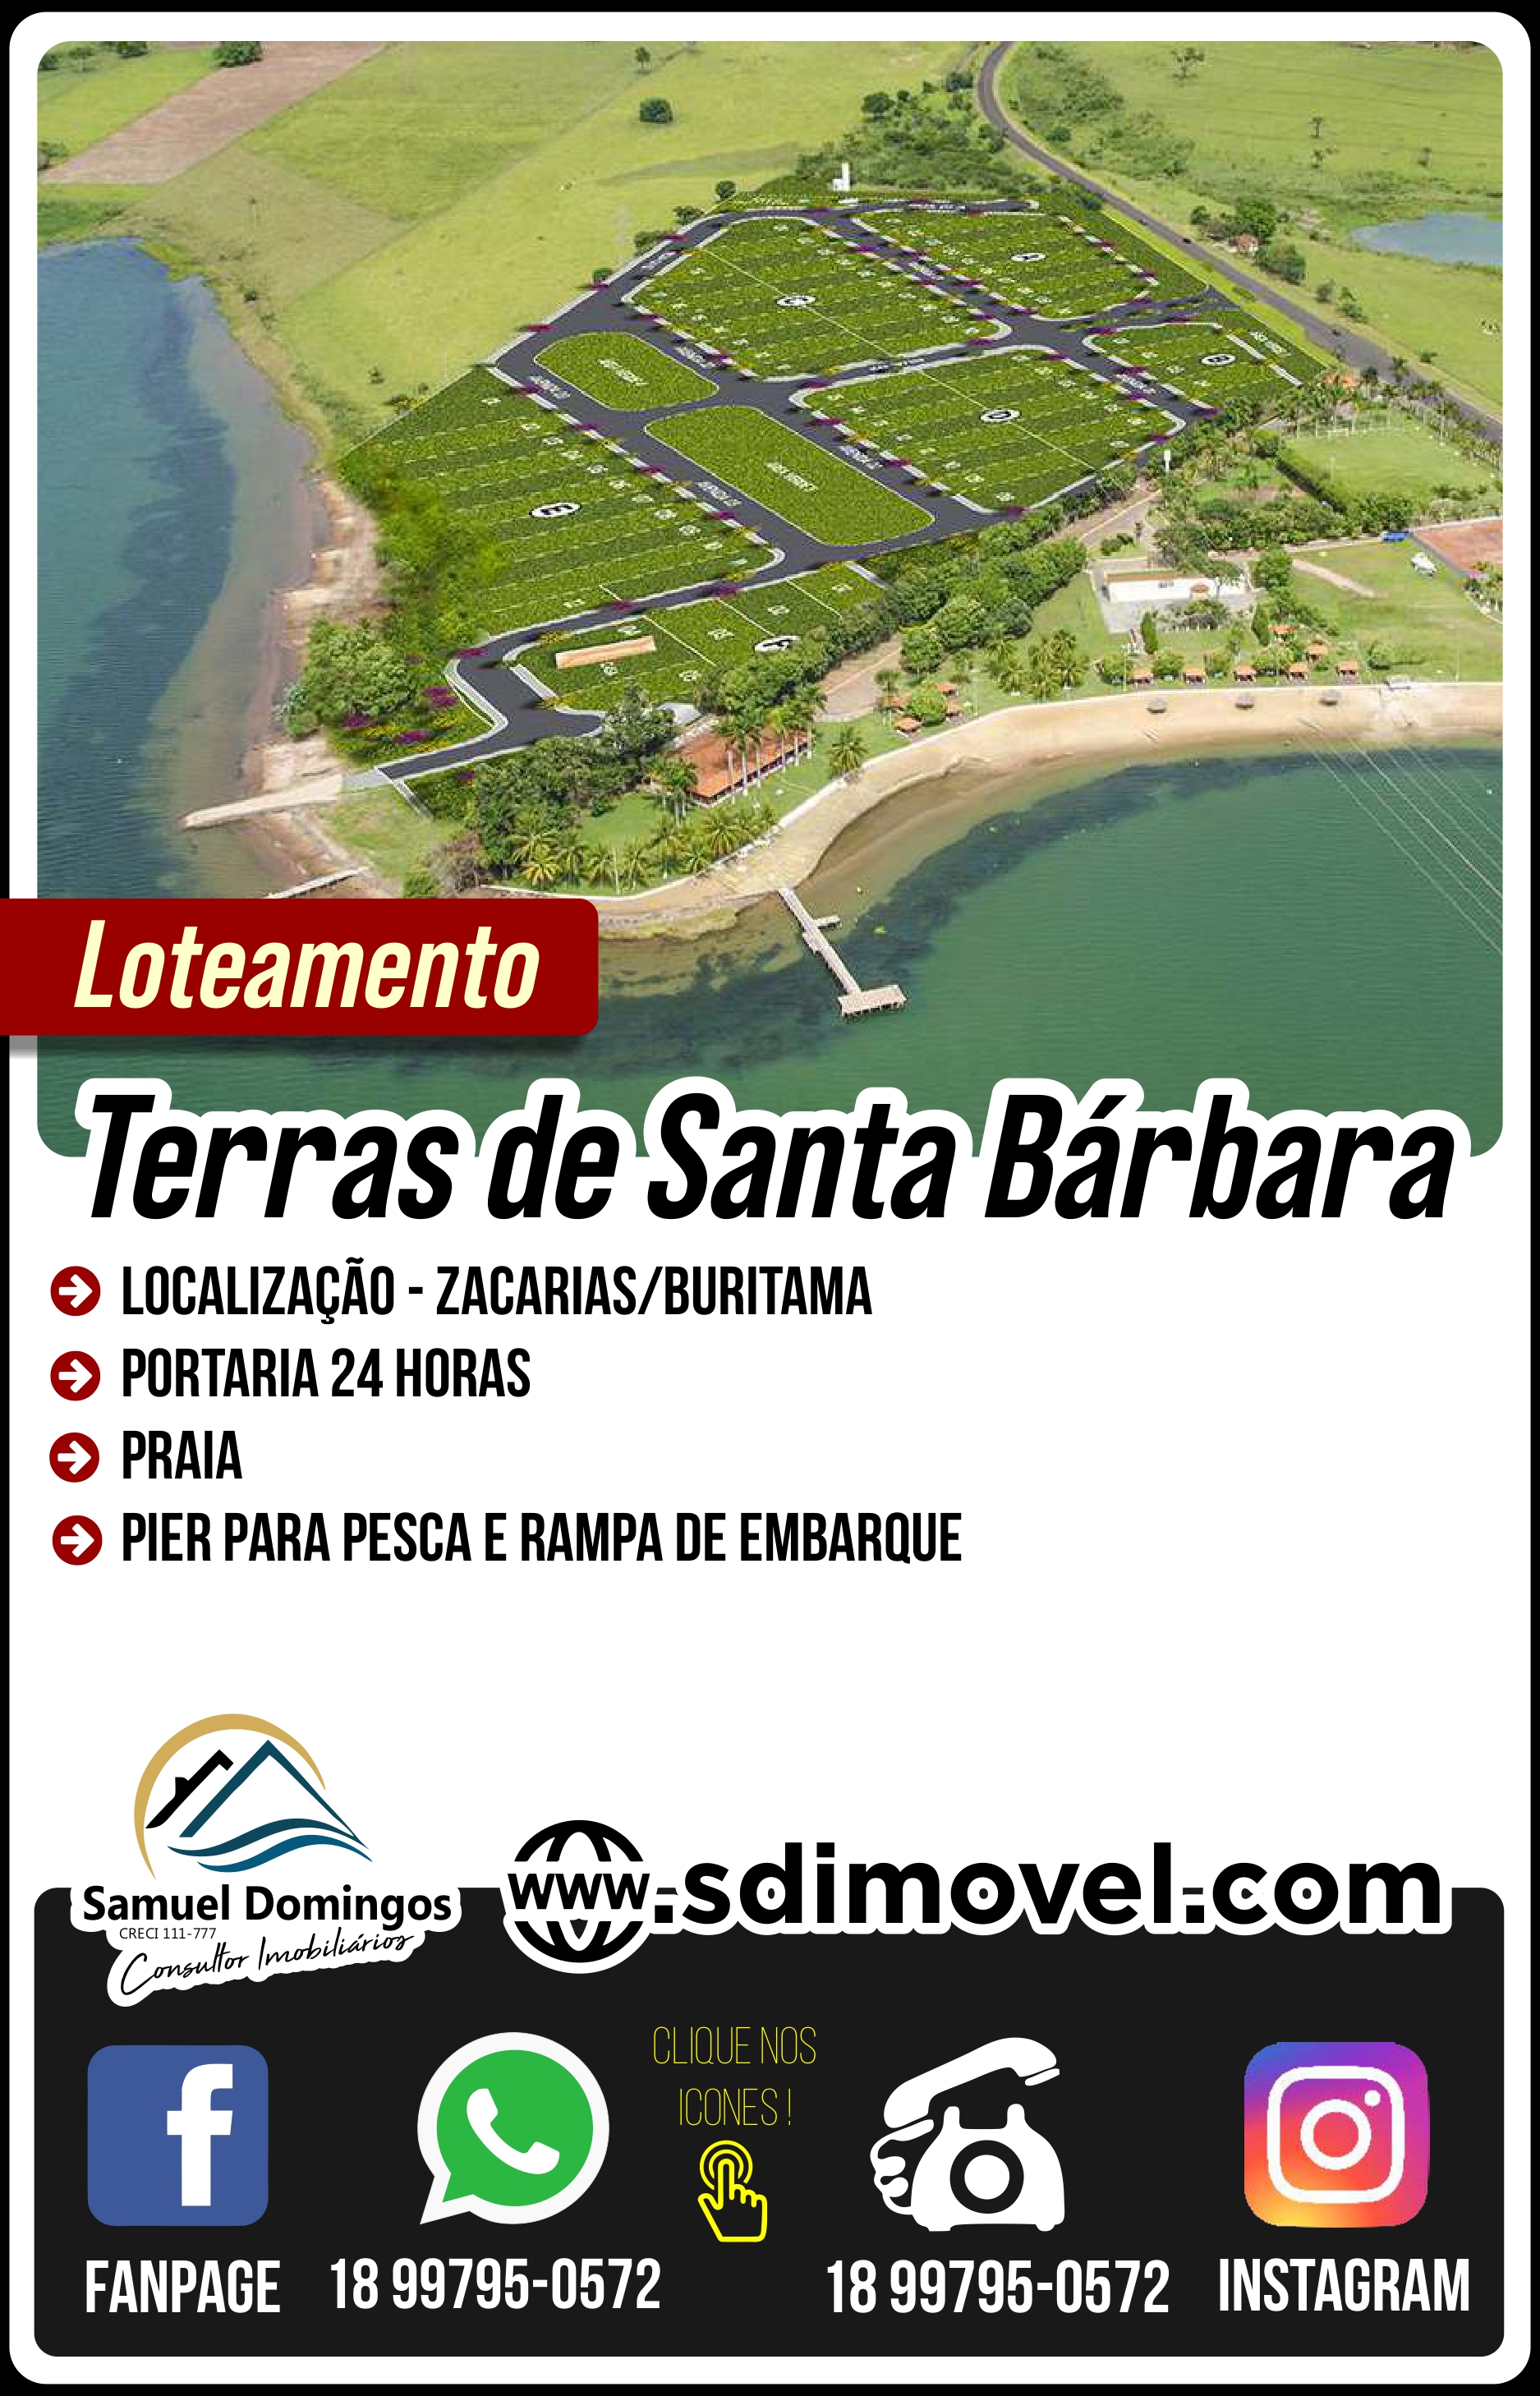 A
C
B
D
E
F
Loteamento
Terras de Santa Bárbara
LOCALIZAÇÃO - ZACARIAS/BURITAMA
PORTARIA 24 HORAS
PRAIA
PIER PARA PESCA E RAMPA DE EMBARQUE
Samuel Domingos
CRECI 111-777
Consultor Imobiliários
www.sdimovel.com
CLIQUE NOS
ICONES !
FANPAGE
18 99795-0572
18 99795-0572
INSTAGRAM